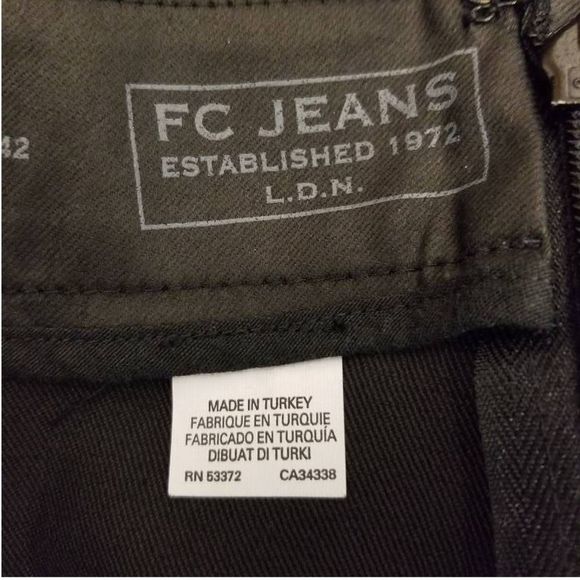 FC JEANS
ESTABLISHED 1972
L.D.N.
42
MADE IN TURKEY
FABRIQUE EN TURQUIE
FABRICADO EN TURQUÍA
DIBUAT DI TURKI
RN 53372 CA34338